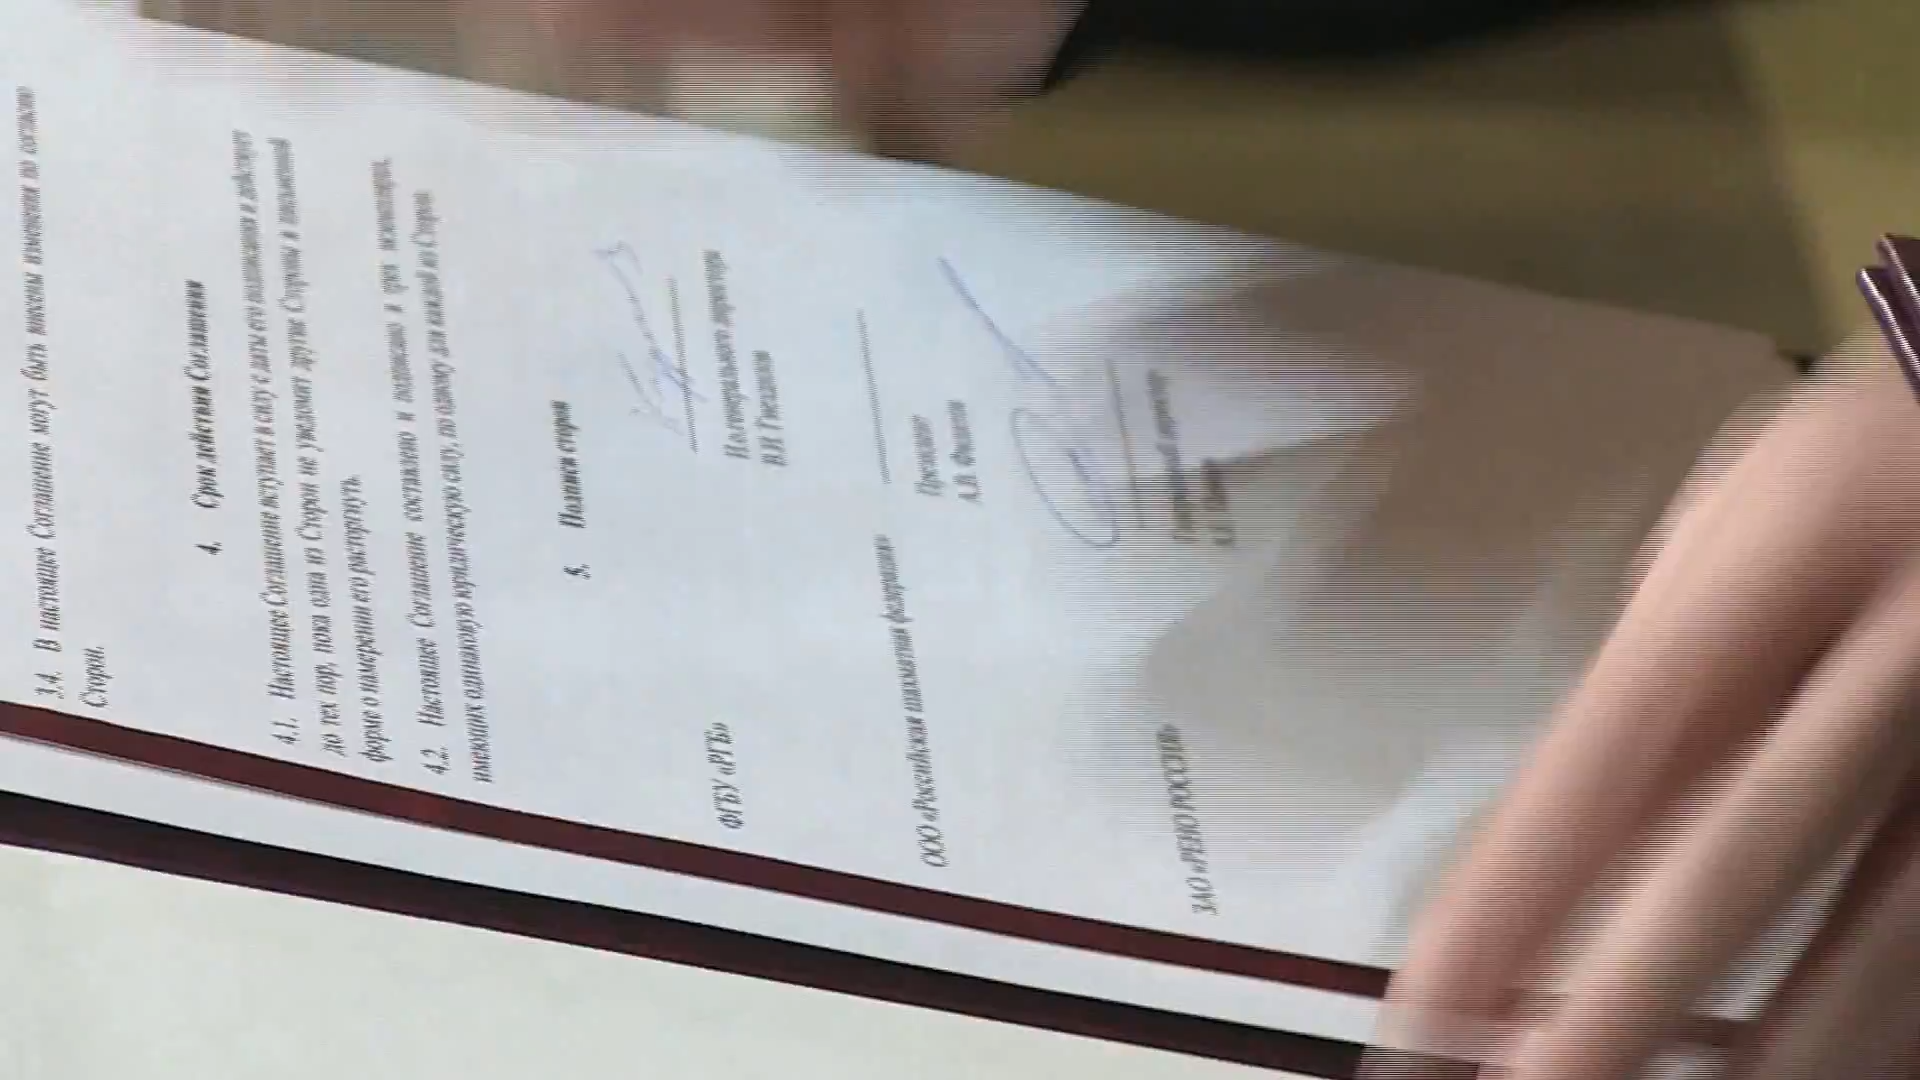 3.4. В настоящее Соглашение могут быть внесены изменения по согласию
Сторон.
4. Срок действия Соглашения
4.1. Настоящее Соглашение вступает в силу с даты его подписания и действует
до тех пор, пока одна из Сторон не уведомит другие Стороны в письменной
форме о намерении его расторгнуть.
4.2. Настоящее Соглашение составлено и подписано в трех экземплярах,
имеющих одинаковую юридическую силу, по одному для каждой из Сторон.
5. Подписи сторон
ФГБУ «РГБ»
И.о.генерального директора
В.И. Гнездилов
ООО «Российская шахматная федерация»
Президент
А.В. Филатов
ЗАО «РЕНО РОССИЯ»
Генеральный директор